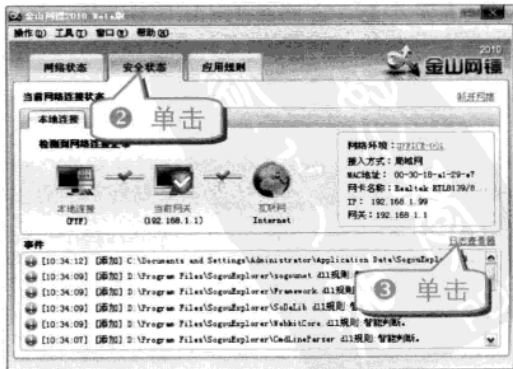 金山网镖2010 Beta版
操作(O) 工具(T) 窗口(W) 帮助(H)
网络状态 安全状态 应用规则
2010
金山网镖
当前网络连接状态
断开网络
本地连接
❷ 单击
检测到网络连接正常
网络环境：
接入方式：局域网
MAC地址： 00-30-18-a1-29-e7
网卡名称：Realtek RTL8139/8...
IP： 192.168.1.99
网关：192.168.1.1
本地连接 当前网关 互联网
(192.168.1.1) Internet
事件
日志查看器
[10:34:12] [添加] C:\Documents and Settings\Administrator\Application Data\SogouExpl
[10:34:09] [添加] D:\Program Files\SogouExplorer\sogounet dll规则
[10:34:09] [添加] D:\Program Files\SogouExplorer\Framework dll规则
[10:34:09] [添加] D:\Program Files\SogouExplorer\SoDaLib dll规则 智能
[10:34:09] [添加] D:\Program Files\SogouExplorer\WebkitCore dll规则 智能判断。
[10:34:07] [添加] D:\Program Files\SogouExplorer\CmdLineParser dll规则 智能判断。
❸ 单击